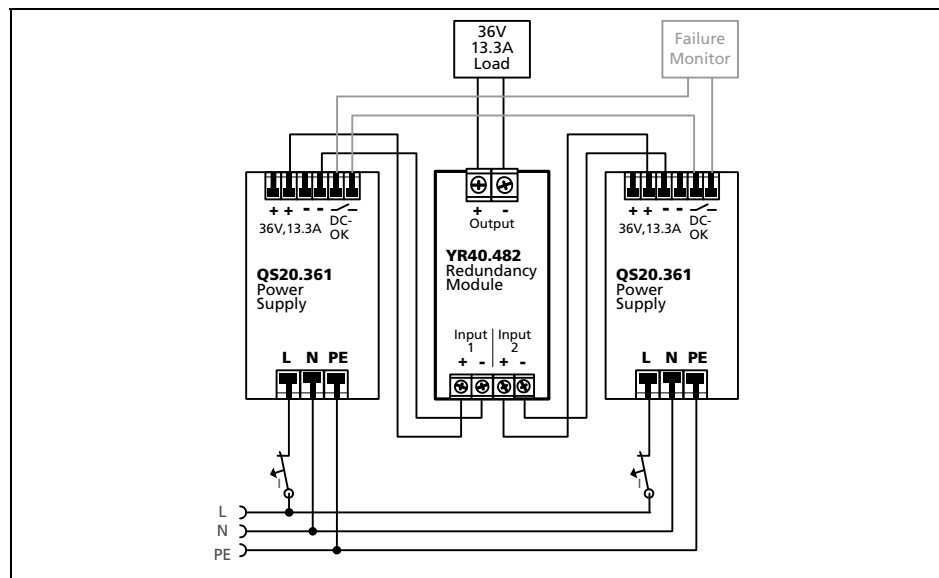 36V
13.3A
Load
Failure
Monitor
+ + - -
DC-
OK
36V,13.3A
QS20.361
Power
Supply
L N PE
+ -
Output
YR40.482
Redundancy
Module
Input
1
Input
2
+ - + -
+ + - -
DC-
OK
36V,13.3A
QS20.361
Power
Supply
L N PE
I
I
L
N
PE